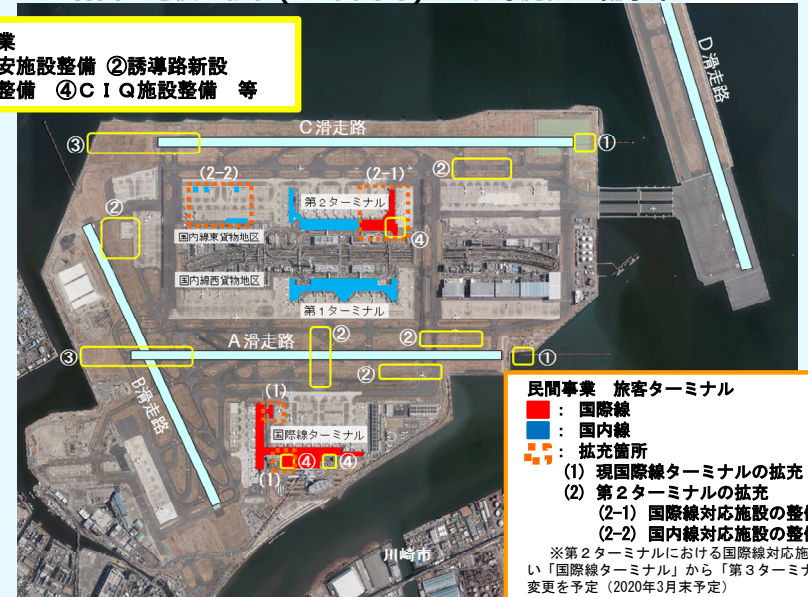 業
安施設整備 ②誘導路新設
整備 ④CIQ施設整備 等
D滑走路
C滑走路
③
①
②
(2-2)
(2-1)
第2ターミナル
②
④
国内線東貨物地区
国内線西貨物地区
第1ターミナル
②
②
A滑走路
③
①
②
B滑走路
(1)
国際線ターミナル
④
④
(1)
川崎市
民間事業 旅客ターミナル
: 国際線
: 国内線
: 拡充箇所
(1) 現国際線ターミナルの拡充
(2) 第2ターミナルの拡充
(2-1) 国際線対応施設の整
(2-2) 国内線対応施設の整
※第2ターミナルにおける国際線対応施
い「国際線ターミナル」から「第3ターミナ
変更を予定(2020年3月末予定)